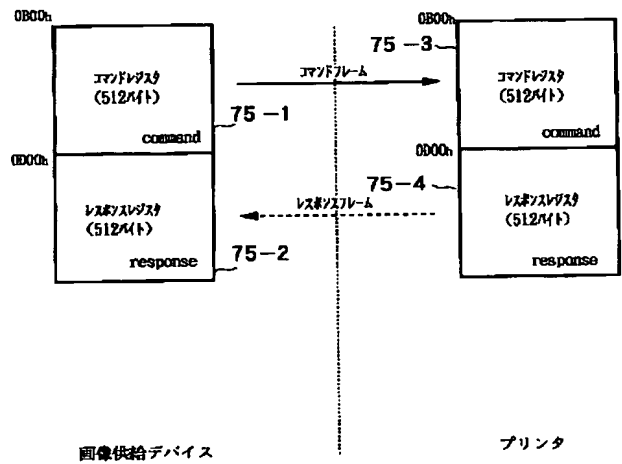 0B00h
コマンドレジスタ
(512バイト)
command
75-1
0D00h
レスポンスレジスタ
(512バイト)
response
75-2
画像供給デバイス
コマンドフレーム
レスポンスフレーム
0B00h
75-3
コマンドレジスタ
(512バイト)
command
0D00h
75-4
レスポンスレジスタ
(512バイト)
response
プリンタ